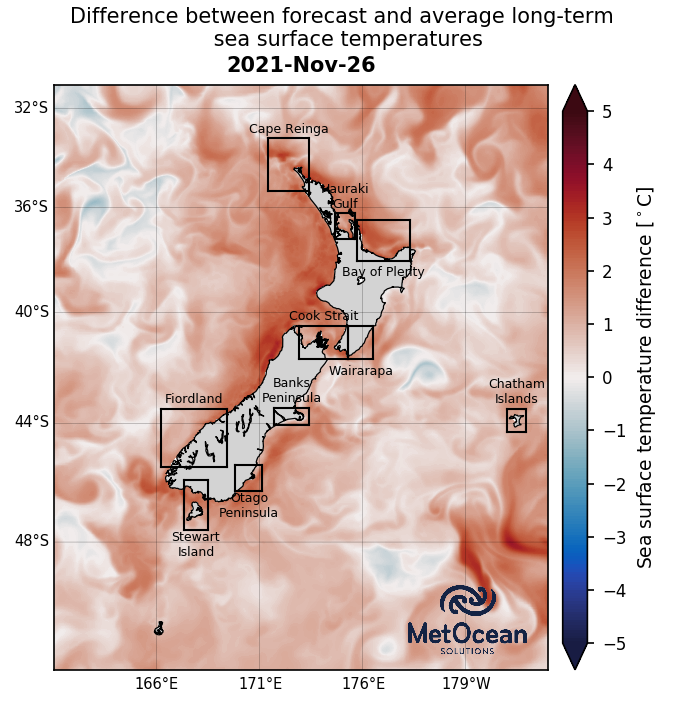 Difference between forecast and average long-term
sea surface temperatures
2021-Nov-26
32°S
36°S
40°S
44°S
48°S
166°E
171°E
176°E
179°W
Cape Reinga
Hauraki
Gulf
Bay of Plenty
Cook Strait
Wairarapa
Banks
Peninsula
Fiordland
Chatham
Islands
Otago
Peninsula
Stewart
Island
MetOcean
SOLUTIONS
5
4
3
2
1
0
−1
−2
−3
−4
−5
Sea surface temperature difference [°C]